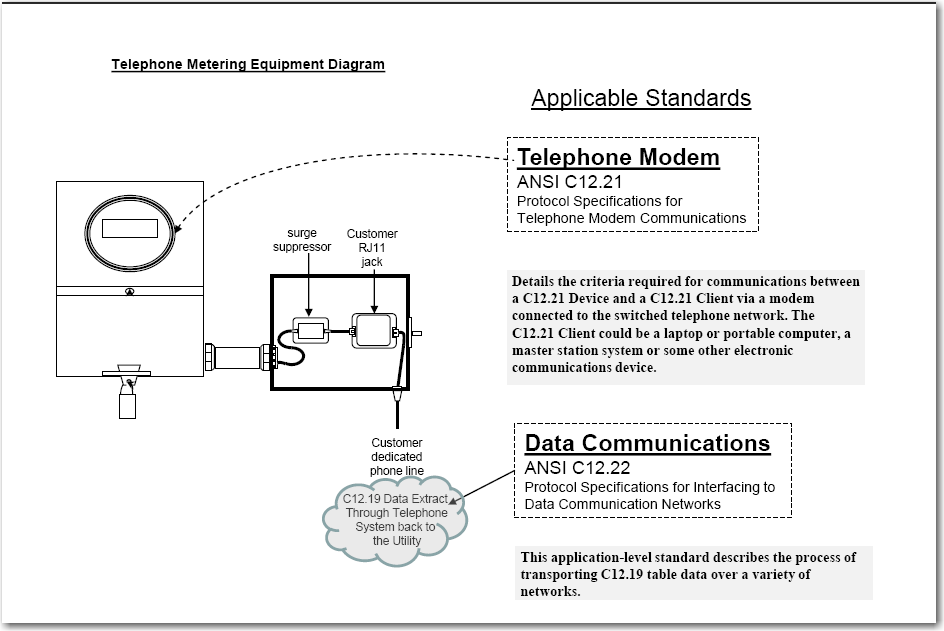 Telephone Metering Equipment Diagram
Applicable Standards
Telephone Modem
ANSI C12.21
Protocol Specifications for
Telephone Modem Communications
surge
suppressor
Customer
RJ11
jack
Details the criteria required for communications between
a C12.21 Device and a C12.21 Client via a modem
connected to the switched telephone network. The
C12.21 Client could be a laptop or portable computer, a
master station system or some other electronic
communications device.
Customer
dedicated
phone line
C12.19 Data Extract
Through Telephone
System back to
the Utility
Data Communications
ANSI C12.22
Protocol Specifications for Interfacing to
Data Communication Networks
This application-level standard describes the process of
transporting C12.19 table data over a variety of
networks.